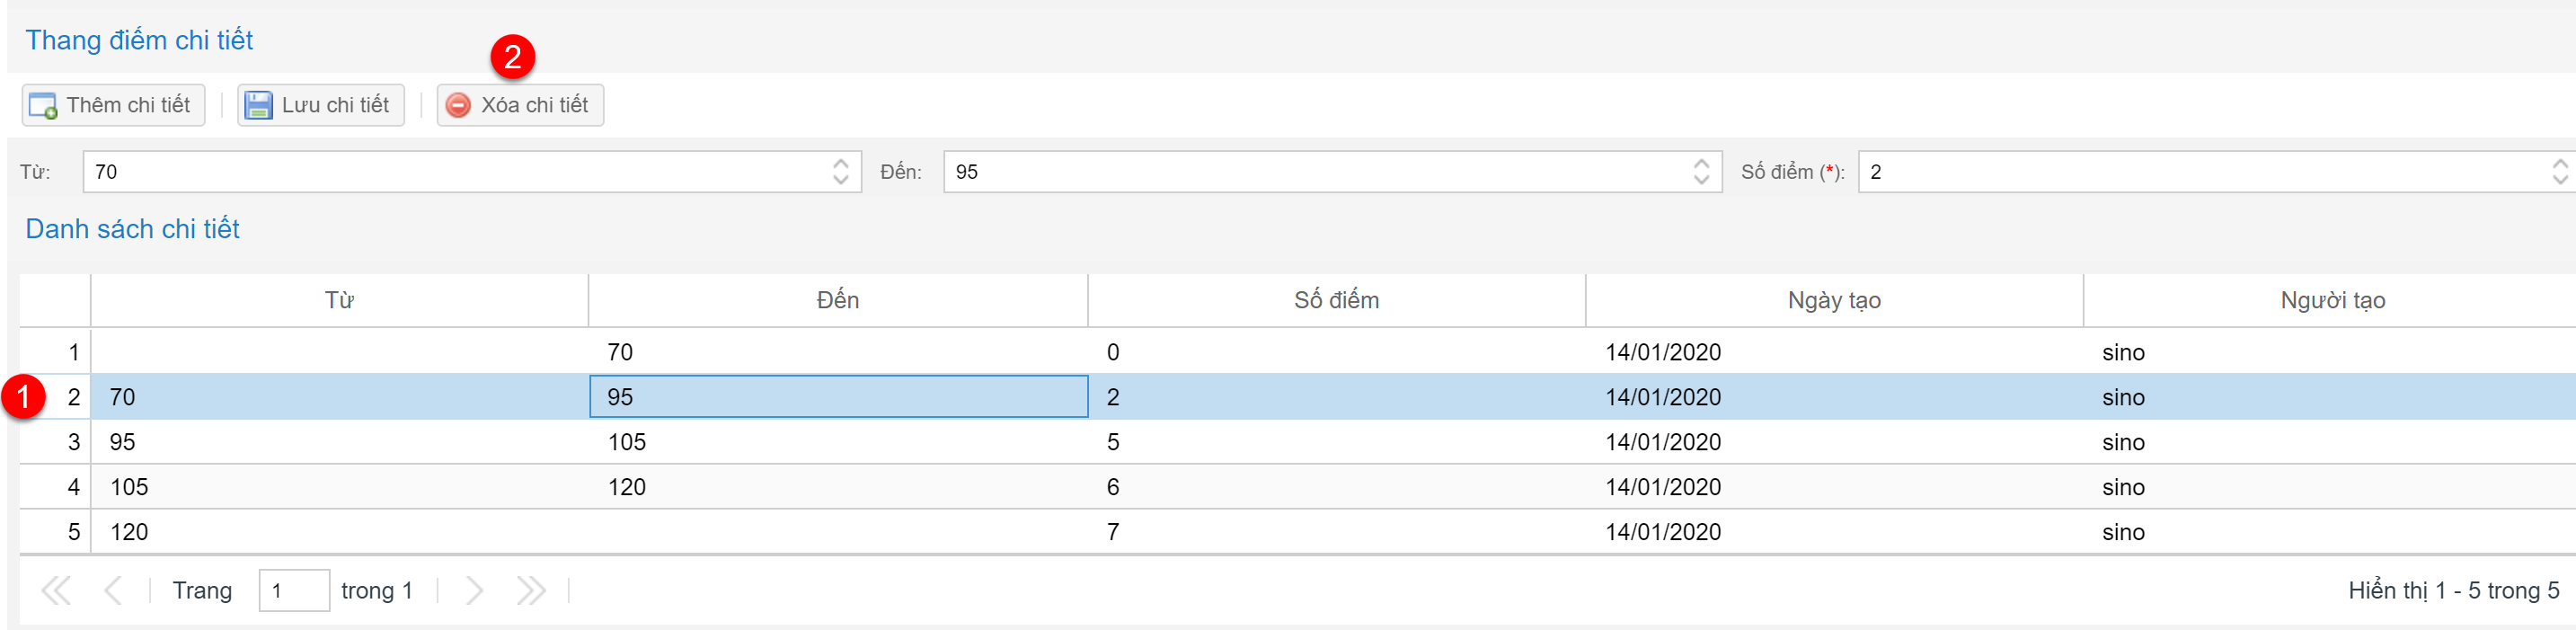 Thang điểm chi tiết
2
Thêm chi tiết Lưu chi tiết Xóa chi tiết
Từ: 70 Đến: 95 Số điểm (*): 2
Danh sách chi tiết
Từ Đến Số điểm Ngày tạo Người tạo
1 70 0 14/01/2020 sino
1 2 70 95 2 14/01/2020 sino
3 95 105 5 14/01/2020 sino
4 105 120 6 14/01/2020 sino
5 120 7 14/01/2020 sino
Trang 1 trong 1 Hiển thị 1 - 5 trong 5